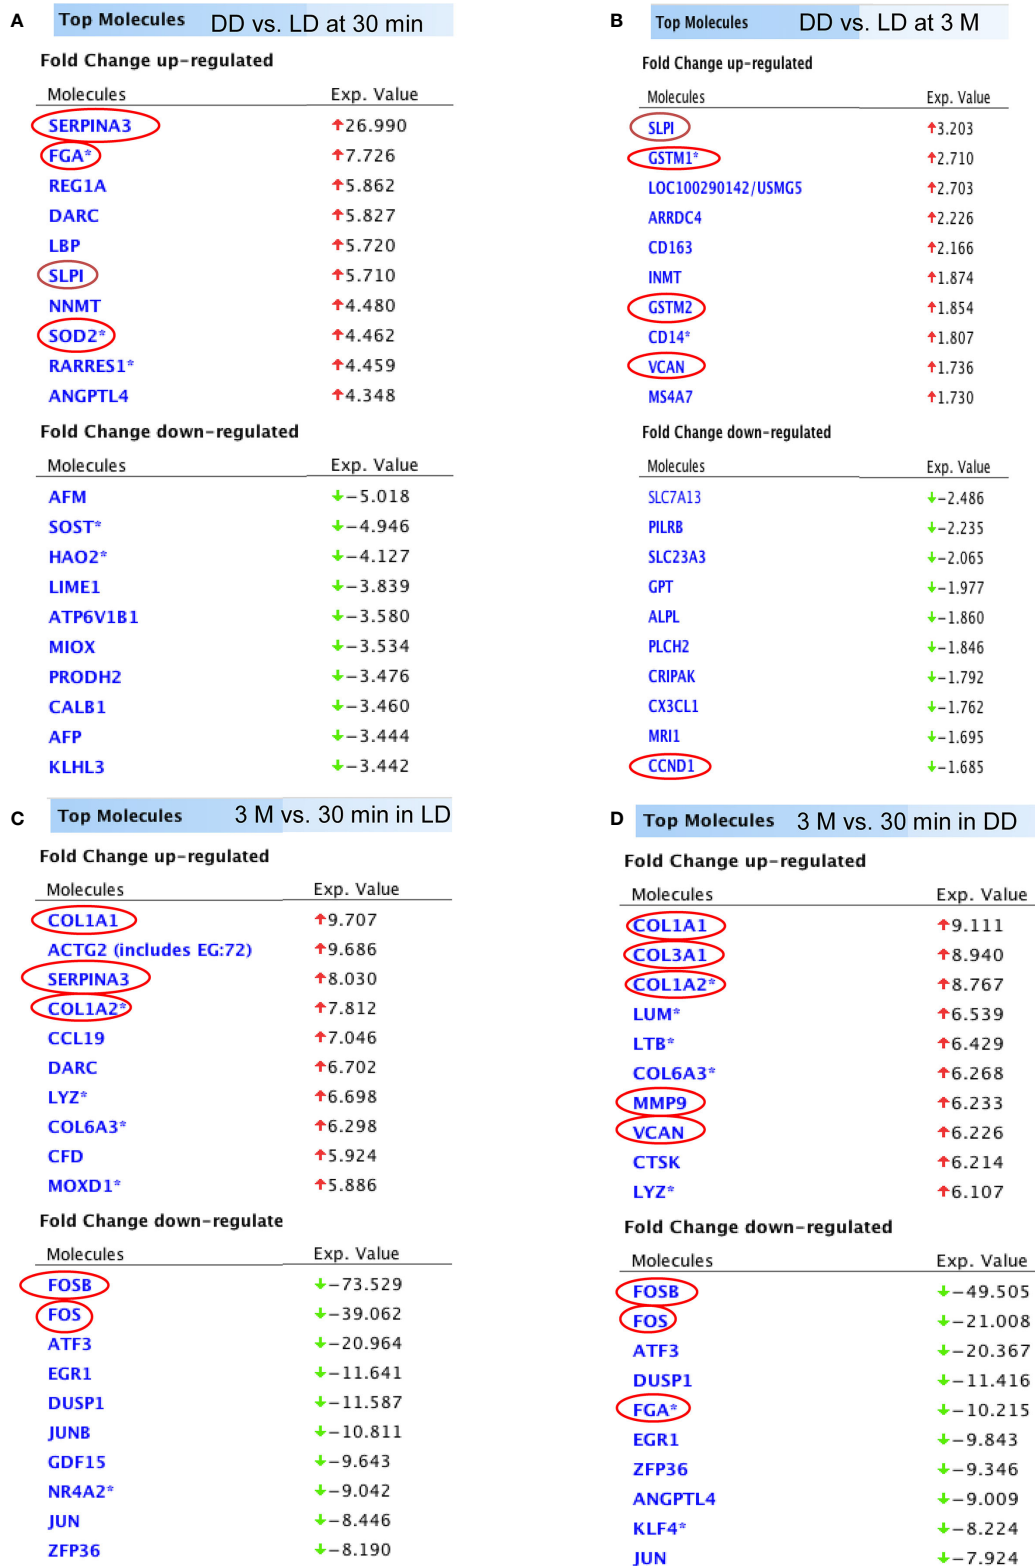 A Top Molecules DD vs. LD at 30 min
Fold Change up-regulated
Molecules Exp. Value
SERPINA3 ↑26.990
FGA* ↑7.726
REG1A ↑5.862
DARC ↑5.827
LBP ↑5.720
SLPI ↑5.710
NNMT ↑4.480
SOD2* ↑4.462
RARRES1* ↑4.459
ANGPTL4 ↑4.348
Fold Change down-regulated
Molecules Exp. Value
AFM ↓-5.018
SOST* ↓-4.946
HAO2* ↓-4.127
LIME1 ↓-3.839
ATP6V1B1 ↓-3.580
MIOX ↓-3.534
PRODH2 ↓-3.476
CALB1 ↓-3.460
AFP ↓-3.444
KLHL3 ↓-3.442
B Top Molecules DD vs. LD at 3 M
Fold Change up-regulated
Molecules Exp. Value
SLPI ↑3.203
GSTM1* ↑2.710
LOC100290142/USMG5 ↑2.703
ARRDC4 ↑2.226
CD163 ↑2.166
INMT ↑1.874
GSTM2 ↑1.854
CD14* ↑1.807
VCAN ↑1.736
MS4A7 ↑1.730
Fold Change down-regulated
Molecules Exp. Value
SLC7A13 ↓-2.486
PILRB ↓-2.235
SLC23A3 ↓-2.065
GPT ↓-1.977
ALPL ↓-1.860
PLCH2 ↓-1.846
CRIPAK ↓-1.792
CX3CL1 ↓-1.762
MRI1 ↓-1.695
CCND1 ↓-1.685
C Top Molecules 3 M vs. 30 min in LD
Fold Change up-regulated
Molecules Exp. Value
COL1A1 ↑9.707
ACTG2 (includes EG:72) ↑9.686
SERPINA3 ↑8.030
COL1A2* ↑7.812
CCL19 ↑7.046
DARC ↑6.702
LYZ* ↑6.698
COL6A3* ↑6.298
CFD ↑5.924
MOXD1* ↑5.886
Fold Change down-regulate
Molecules Exp. Value
FOSB ↓-73.529
FOS ↓-39.062
ATF3 ↓-20.964
EGR1 ↓-11.641
DUSP1 ↓-11.587
JUNB ↓-10.811
GDF15 ↓-9.643
NR4A2* ↓-9.042
JUN ↓-8.446
ZFP36 ↓-8.190
D Top Molecules 3 M vs. 30 min in DD
Fold Change up-regulated
Molecules Exp. Value
COL1A1 ↑9.111
COL3A1 ↑8.940
COL1A2* ↑8.767
LUM* ↑6.539
LTB* ↑6.429
COL6A3* ↑6.268
MMP9 ↑6.233
VCAN ↑6.226
CTSK ↑6.214
LYZ* ↑6.107
Fold Change down-regulated
Molecules Exp. Value
FOSB ↓-49.505
FOS ↓-21.008
ATF3 ↓-20.367
DUSP1 ↓-11.416
FGA* ↓-10.215
EGR1 ↓-9.843
ZFP36 ↓-9.346
ANGPTL4 ↓-9.009
KLF4* ↓-8.224
JUN ↓-7.924